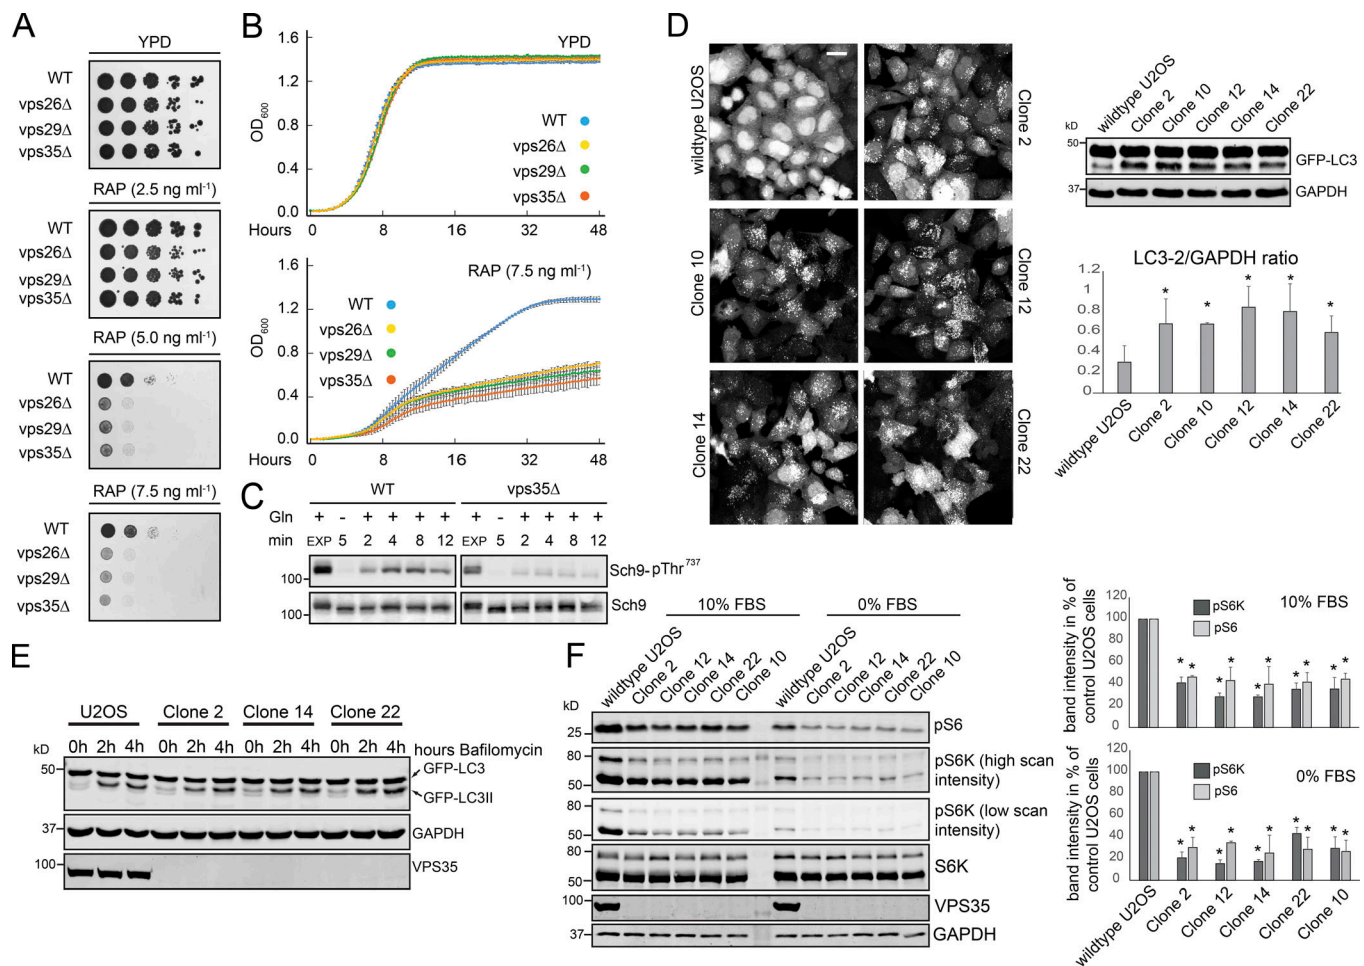 A
YPD
WT
vps26Δ
vps29Δ
vps35Δ
RAP (2.5 ng ml-1)
WT
vps26Δ
vps29Δ
vps35Δ
RAP (5.0 ng ml-1)
WT
vps26Δ
vps29Δ
vps35Δ
RAP (7.5 ng ml-1)
WT
vps26Δ
vps29Δ
vps35Δ
B
1.6
1.2
0.8
0.4
0.0
OD600
YPD
WT
vps26Δ
vps29Δ
vps35Δ
Hours 0 8 16 32 48
1.6
1.2
0.8
0.4
0.0
OD600
RAP (7.5 ng ml-1)
WT
vps26Δ
vps29Δ
vps35Δ
Hours 0 8 16 32 48
C
WT vps35Δ
Gln + - + + + + + - + + + +
min EXP 5 2 4 8 12 EXP 5 2 4 8 12
100 Sch9-pThr737
100 Sch9
D
wildtype U2OS
Clone 2
Clone 10
Clone 12
Clone 14
Clone 22
wildtype U2OS
Clone 2
Clone 10
Clone 12
Clone 14
Clone 22
kD
50 GFP-LC3
37 GAPDH
LC3-2/GAPDH ratio
1.2
1
0.8
0.6
0.4
0.2
0
* * * * *
wildtype U2OS
Clone 2
Clone 10
Clone 12
Clone 14
Clone 22
E
U2OS Clone 2 Clone 14 Clone 22
kD 0h 2h 4h 0h 2h 4h 0h 2h 4h 0h 2h 4h hours Bafilomycin
50 GFP-LC3
GFP-LC3II
37 GAPDH
100 VPS35
F
10% FBS 0% FBS
wildtype U2OS
Clone 2
Clone 12
Clone 14
Clone 22
Clone 10
wildtype U2OS
Clone 2
Clone 12
Clone 14
Clone 22
Clone 10
kD
25 pS6
80 pS6K (high scan
50 intensity)
80 pS6K (low scan
50 intensity)
80 S6K
50
100 VPS35
37 GAPDH
band intensity in % of
control U2OS cells
120
100
80
60
40
20
0
pS6K
pS6
10% FBS
* * * * * * * * * *
band intensity in % of
control U2OS cells
120
100
80
60
40
20
0
pS6K
pS6
0% FBS
* * * * * * * * * *
wildtype U2OS
Clone 2
Clone 12
Clone 14
Clone 22
Clone 10